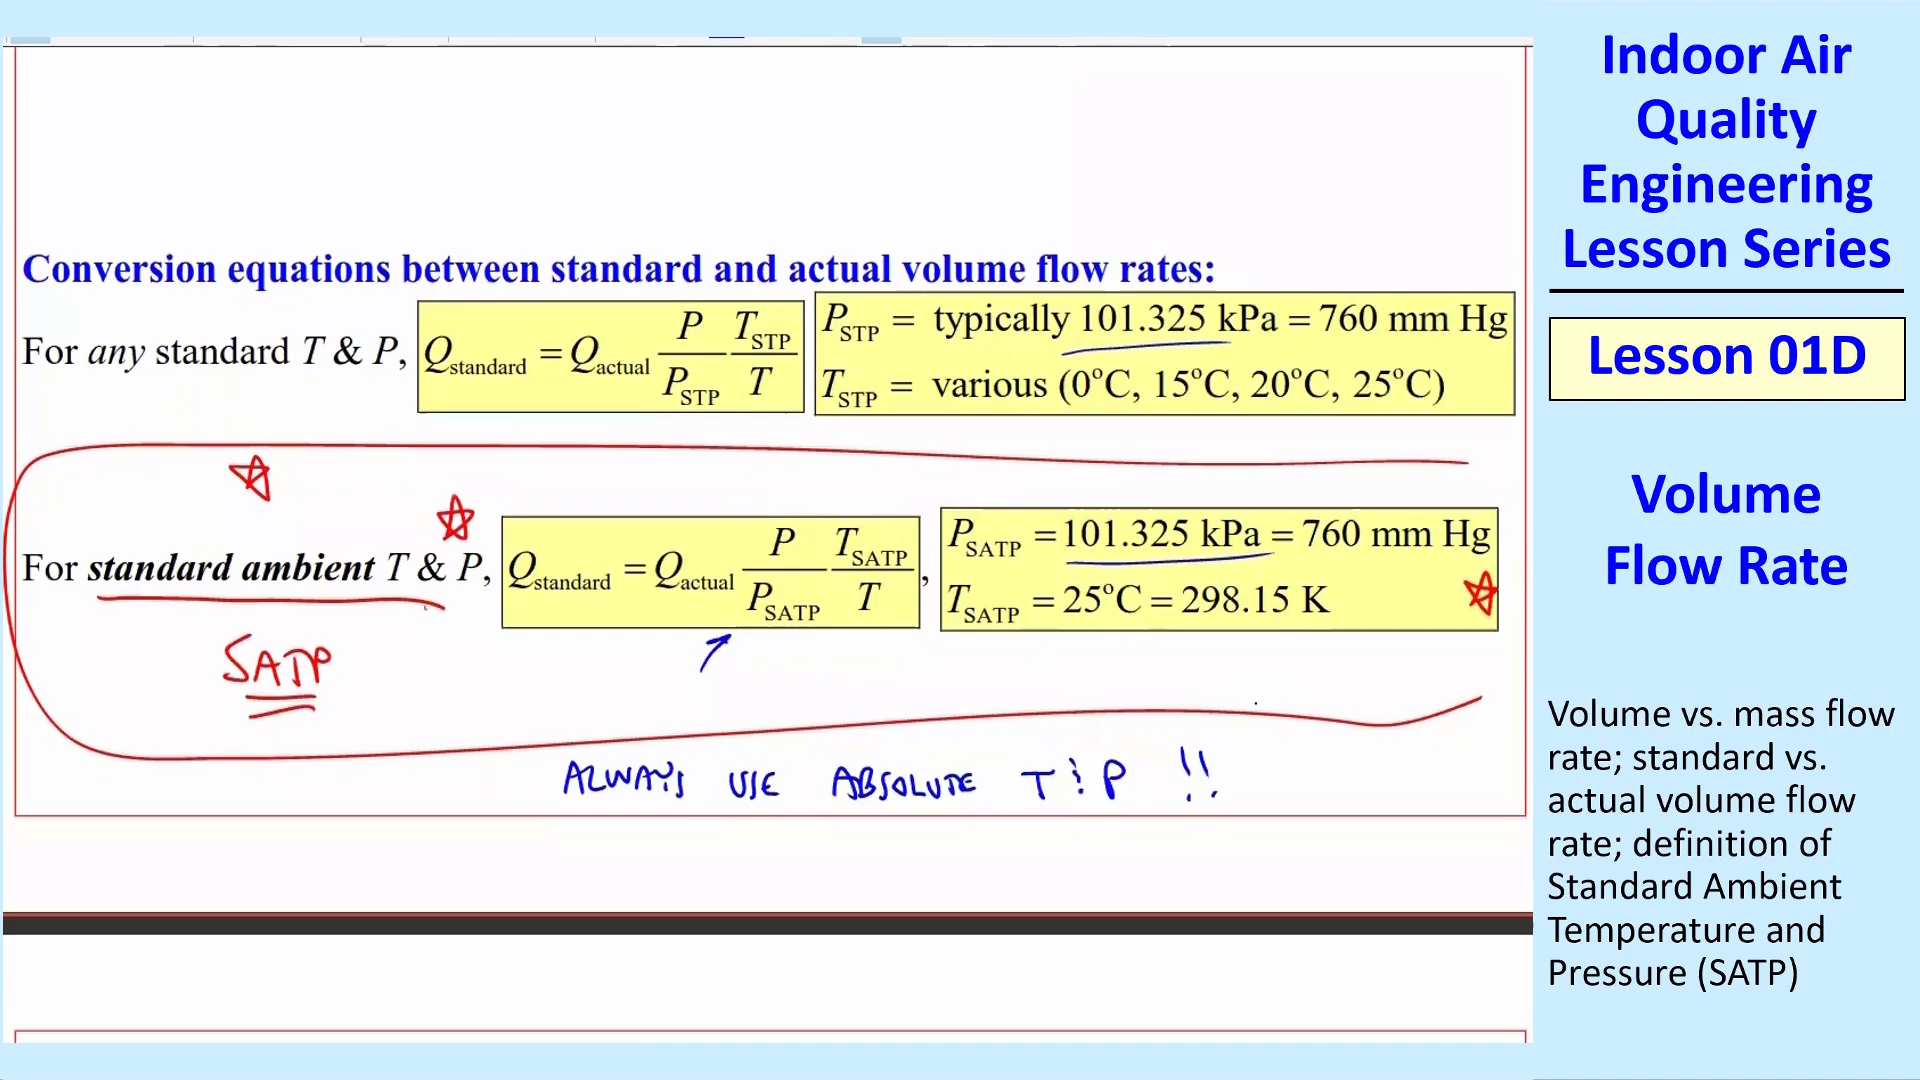 Conversion equations between standard and actual volume flow rates:
For any standard T & P, Q_standard = Q_actual P/P_STP T_STP/T
P_STP = typically 101.325 kPa = 760 mm Hg
T_STP = various (0°C, 15°C, 20°C, 25°C)
For standard ambient T & P, Q_standard = Q_actual P/P_SATP T_SATP/T ,
P_SATP = 101.325 kPa = 760 mm Hg
T_SATP = 25°C = 298.15 K
SATP
ALWAYS USE ABSOLUTE T & P !!
Indoor Air
Quality
Engineering
Lesson Series
Lesson 01D
Volume
Flow Rate
Volume vs. mass flow
rate; standard vs.
actual volume flow
rate; definition of
Standard Ambient
Temperature and
Pressure (SATP)